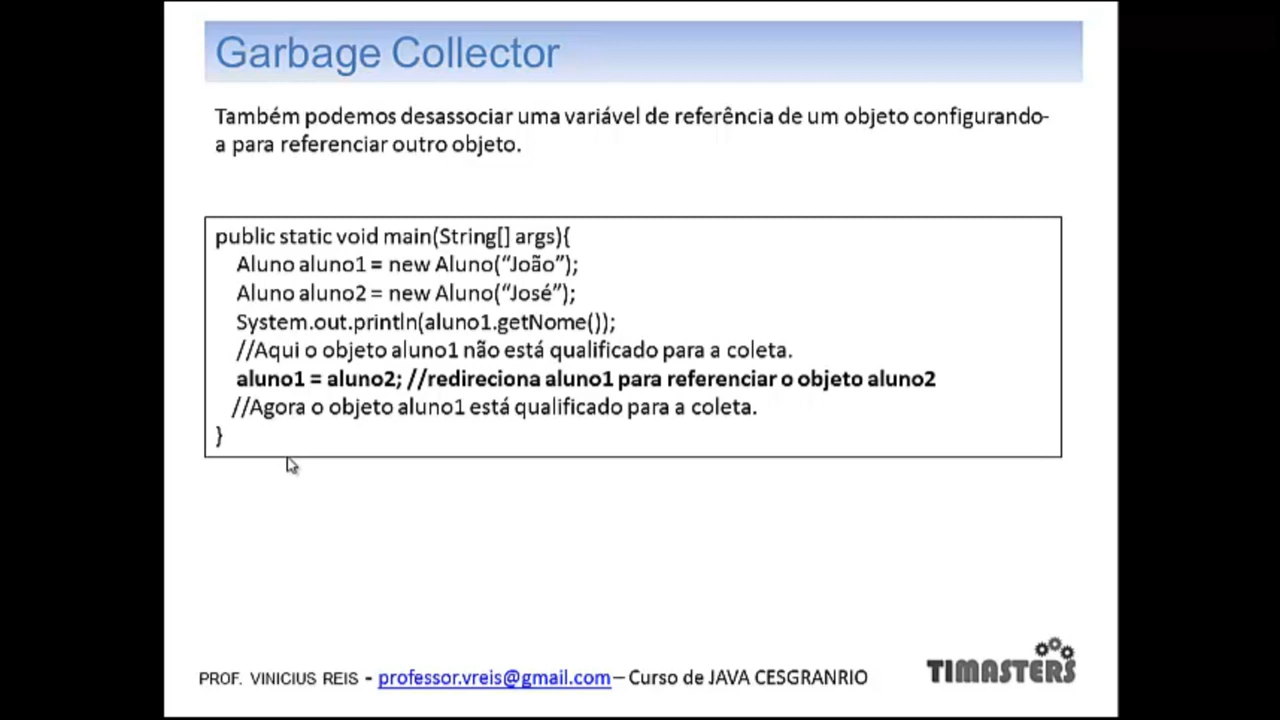 Garbage Collector
Também podemos desassociar uma variável de referência de um objeto configurando-
a para referenciar outro objeto.
public static void main(String[] args){
Aluno aluno1 = new Aluno(“João”);
Aluno aluno2 = new Aluno(“José”);
System.out.println(aluno1.getNome());
//Aqui o objeto aluno1 não está qualificado para a coleta.
aluno1 = aluno2; //redireciona aluno1 para referenciar o objeto aluno2
//Agora o objeto aluno1 está qualificado para a coleta.
}
PROF. VINICIUS REIS - professor.vreis@gmail.com – Curso de JAVA CESGRANRIO
TIMASTERS